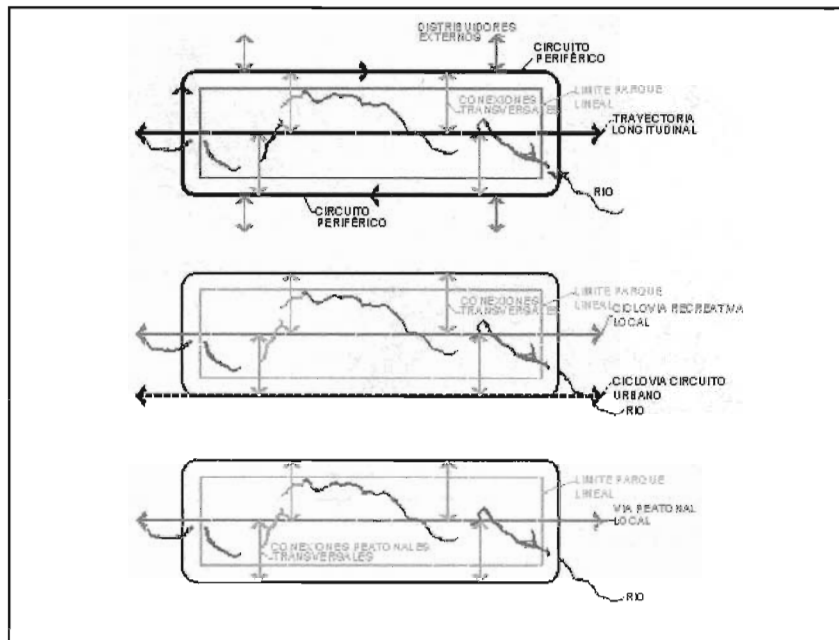 DISTRIBUIDORES
EXTERNOS
CIRCUITO
PERIFÉRICO
CONEXIONES
TRANSVERSALES
LIMITE PARQUE
LINEAL
TRAYECTORIA
LONGITUDINAL
RIO
CIRCUITO
PERIFÉRICO
CONEXIONES
TRANSVERSALES
LIMITE PARQUE
LINEAL
CICLOVIA RECREATIVA
LOCAL
CICLOVIA CIRCUITO
URBANO
RIO
LIMITE PARQUE
LINEAL
VIA PEATONAL
LOCAL
CONEXIONES PEATONALES
TRANSVERSALES
RIO